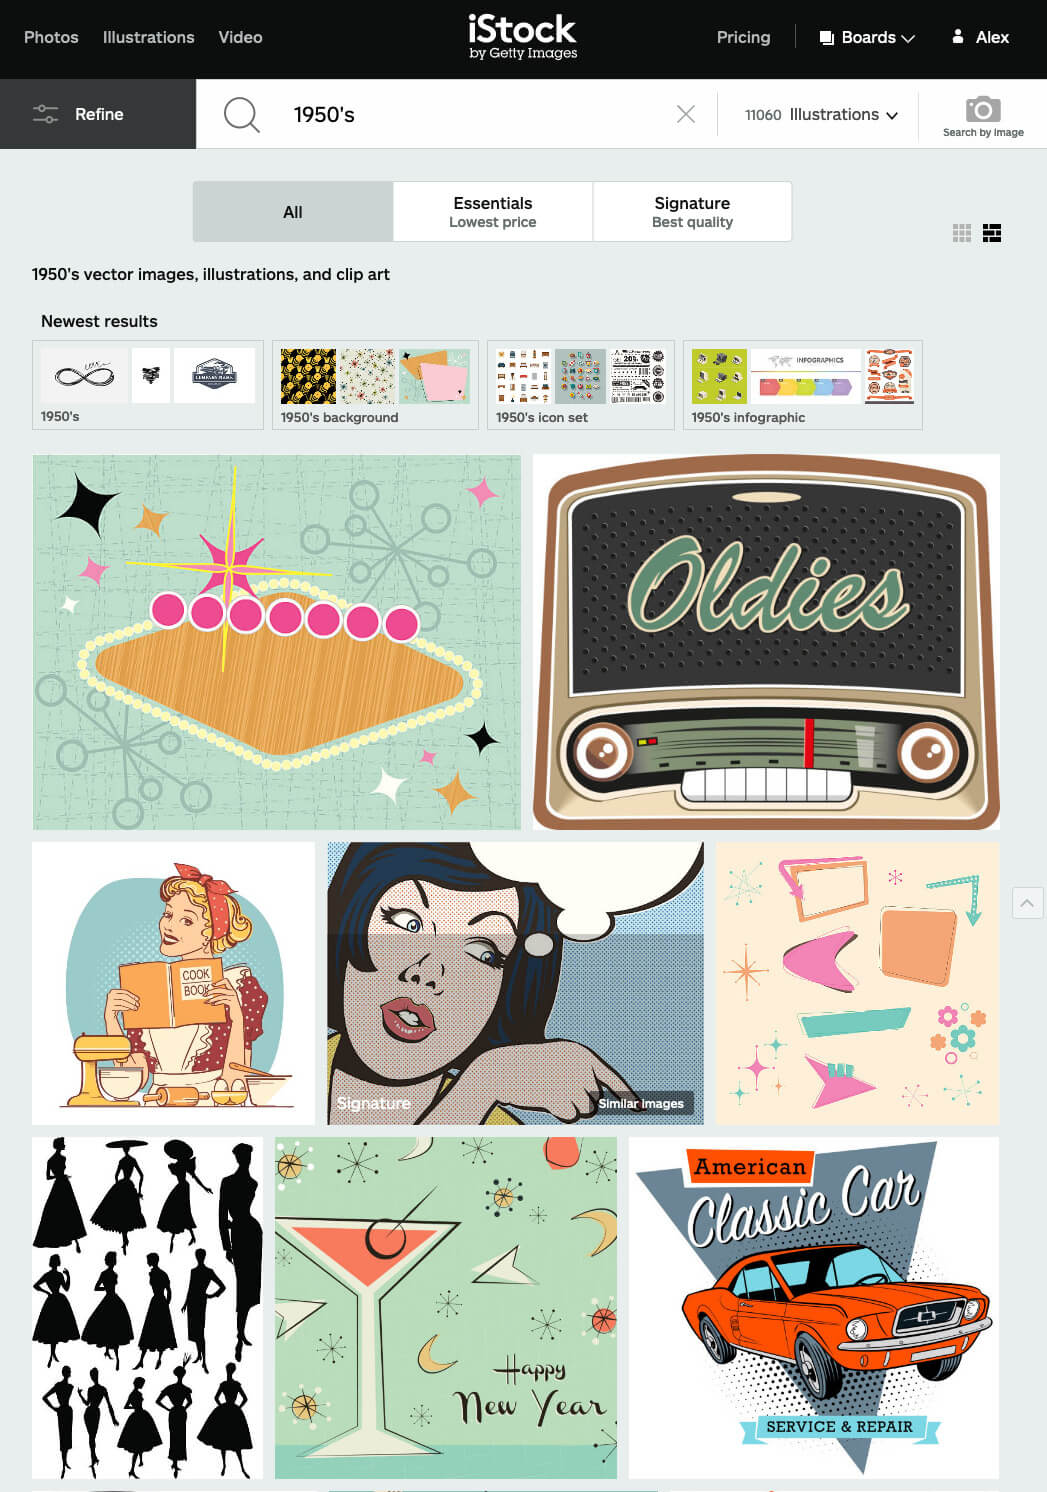 Photos Illustrations Video
iStock
by Getty Images
Pricing Boards Alex
Refine
1950's
11060 Illustrations
Search by image
All
Essentials
Lowest price
Signature
Best quality
1950's vector images, illustrations, and clip art
Newest results
1950's
1950's background
1950's icon set
INFOGRAPHICS
1950's infographic
Oldies
COOK
BOOK
Signature
Similar images
Happy
New Year
American
Classic Car
SERVICE & REPAIR